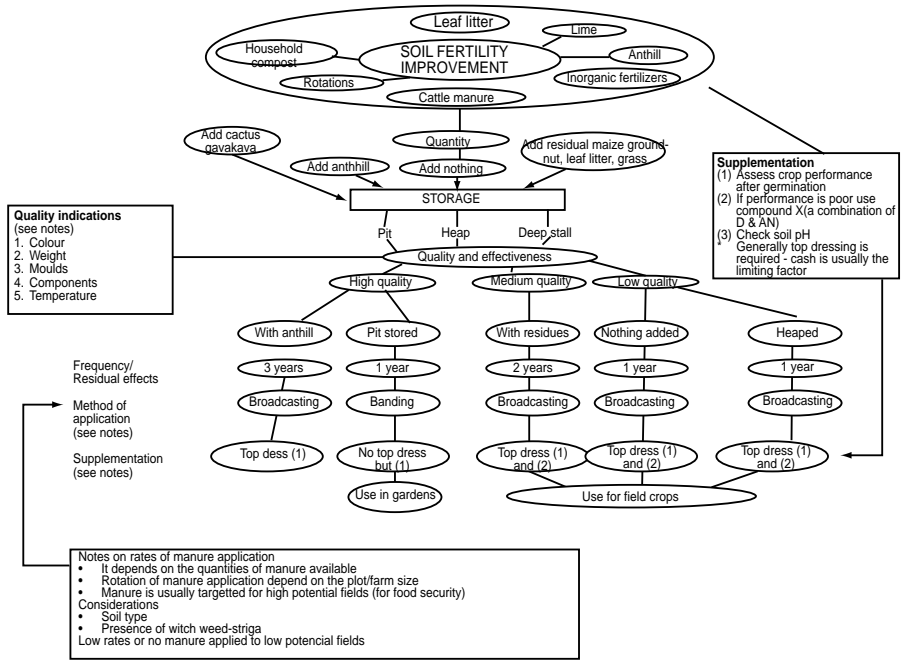 Leaf litter
Lime
Household
compost
SOIL FERTILITY
IMPROVEMENT
Anthill
Rotations
Inorganic fertilizers
Cattle manure
Add cactus
gavakava
Quantity
Add residual maize ground-
nut, leaf litter, grass
Add anthhill
Add nothing
STORAGE
Supplementation
(1) Assess crop performance
after germination
(2) If performance is poor use
compound X(a combination of
D & AN)
(3) Check soil pH
* Generally top dressing is
required - cash is usually the
limiting factor
Quality indications
(see notes)
1. Colour
2. Weight
3. Moulds
4. Components
5. Temperature
Pit
Heap
Deep stall
Quality and effectiveness
High quality
Medium quality
Low quality
With anthill
Pit stored
With residues
Nothing added
Heaped
Frequency/
Residual effects
3 years
1 year
2 years
1 year
1 year
Method of
application
(see notes)
Broadcasting
Banding
Broadcasting
Broadcasting
Broadcasting
Supplementation
(see notes)
Top dess (1)
No top dress
but (1)
Top dress (1)
and (2)
Top dress (1)
and (2)
Top dress (1)
and (2)
Use in gardens
Use for field crops
Notes on rates of manure application
• It depends on the quantities of manure available
• Rotation of manure application depend on the plot/farm size
• Manure is usually targetted for high potential fields (for food security)
Considerations
• Soil type
• Presence of witch weed-striga
Low rates or no manure applied to low potencial fields